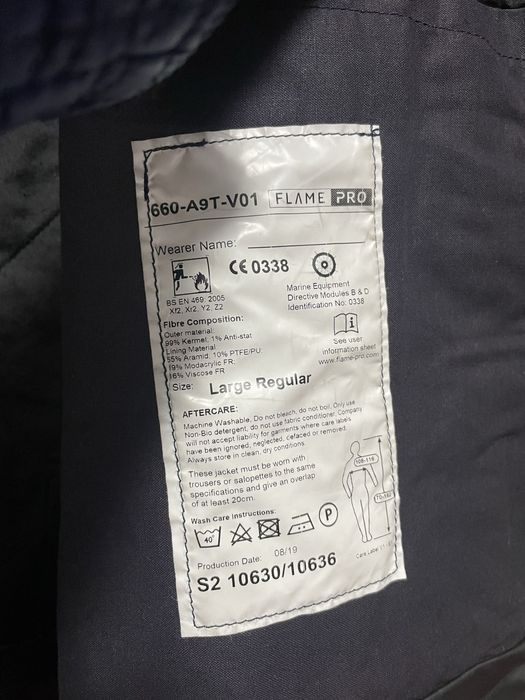 660-A9T-V01 FLAME PRO
Wearer Name:
CE 0338
BS EN 469: 2005
Xf2, Xr2, Y2, Z2
Marine Equipment
Directive Modules B & D
Identification No: 0338
Fibre Composition:
Outer material:
99% Kermel, 1% Anti-stat
Lining Material
55% Aramid, 10% PTFE/PU
19% Modacrylic FR,
16% Viscose FR
i
See user
information sheet
www.flame-pro.com
Size: Large Regular
AFTERCARE:
Machine Washable, Do not bleach, do not boil, Only use
Non-Bio detergent, do not use fabric conditioner, Company
will not accept liability for garments where care labels
have been ignored, neglected, defaced or removed.
Always store in clean, dry conditions.
These jacket must be worn with
trousers or salopettes to the same
specifications and give an overlap
of at least 20cm.
Wash Care Instructions:
40°
P
Production Date: 08/19
Care Label
S2 10630/10636